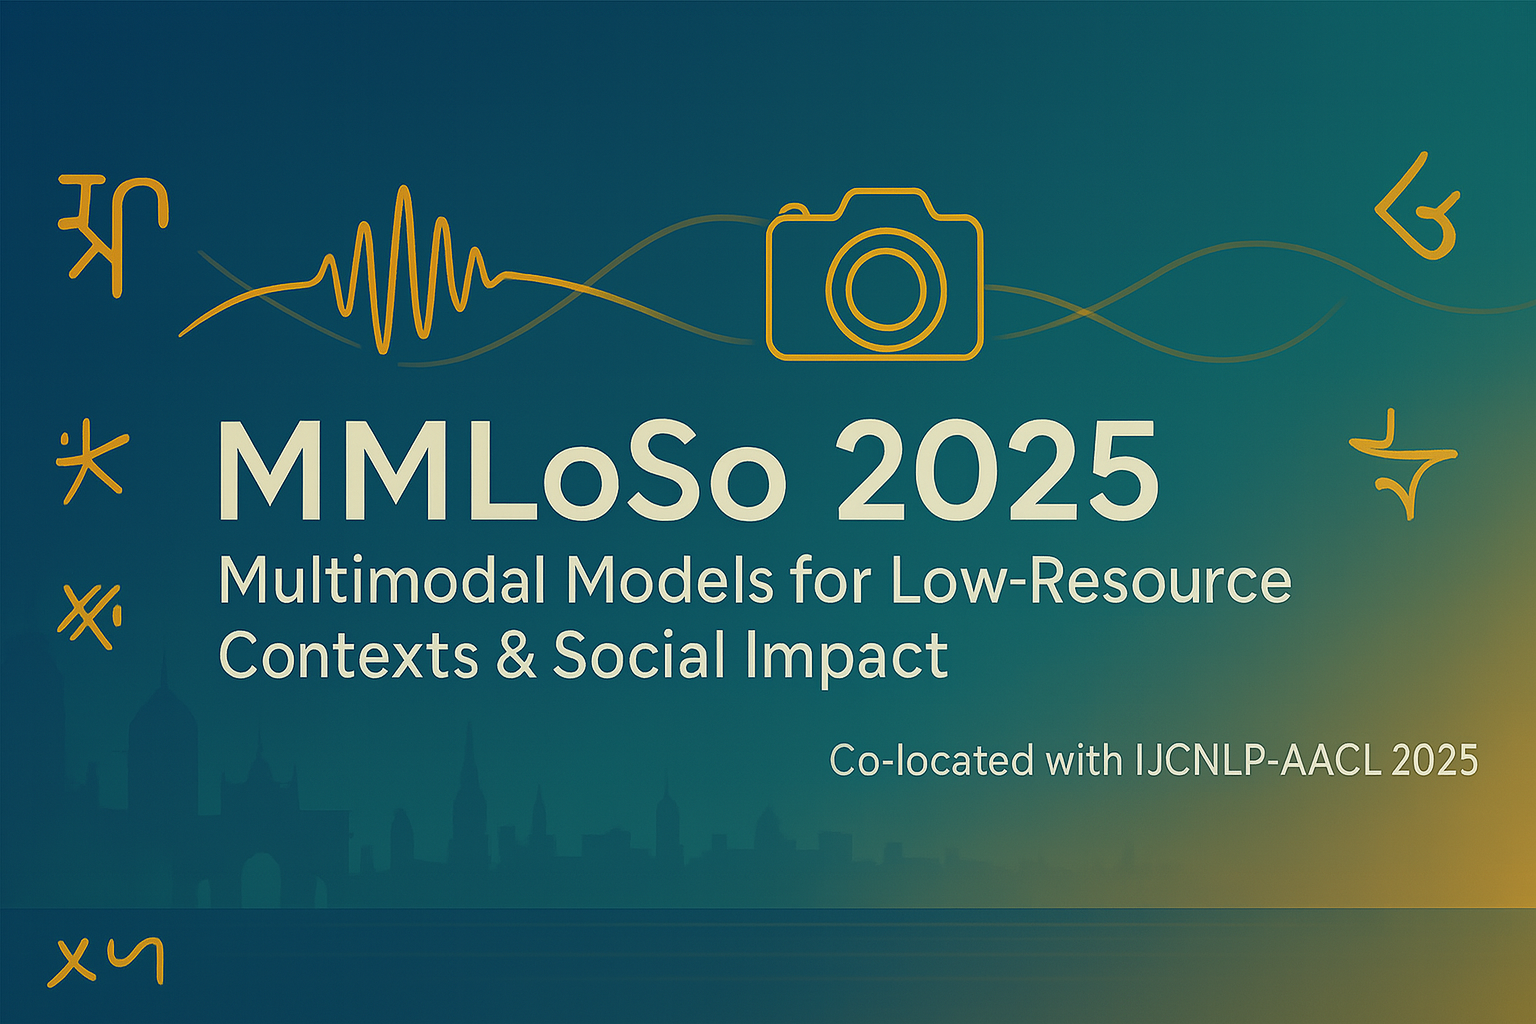 MMLoSo 2025
Multimodal Models for Low-Resource
Contexts & Social Impact
Co-located with IJCNLP-AACL 2025